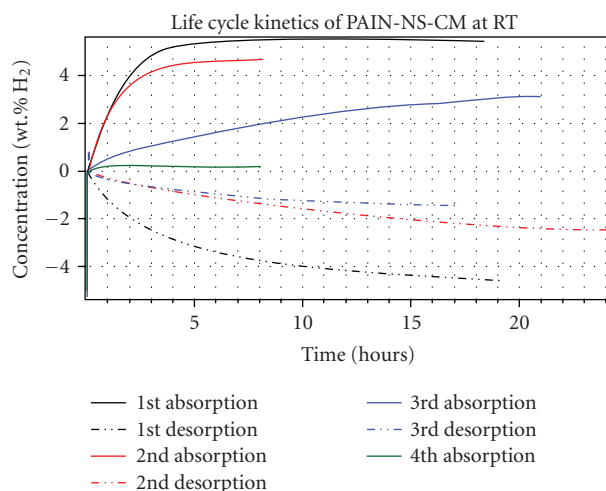 Life cycle kinetics of PAIN-NS-CM at RT
Concentration (wt.% H₂)
4
2
0
−2
−4
5
10
15
20
Time (hours)
1st absorption
1st desorption
2nd absorption
2nd desorption
3rd absorption
3rd desorption
4th absorption